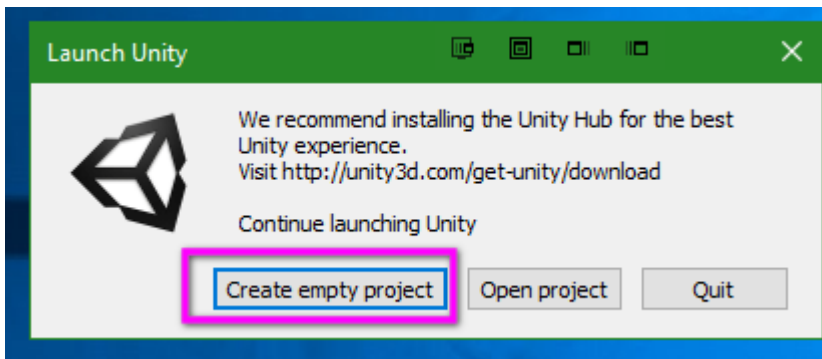 Launch Unity
We recommend installing the Unity Hub for the best
Unity experience.
Visit http://unity3d.com/get-unity/download
Continue launching Unity
Create empty project
Open project
Quit